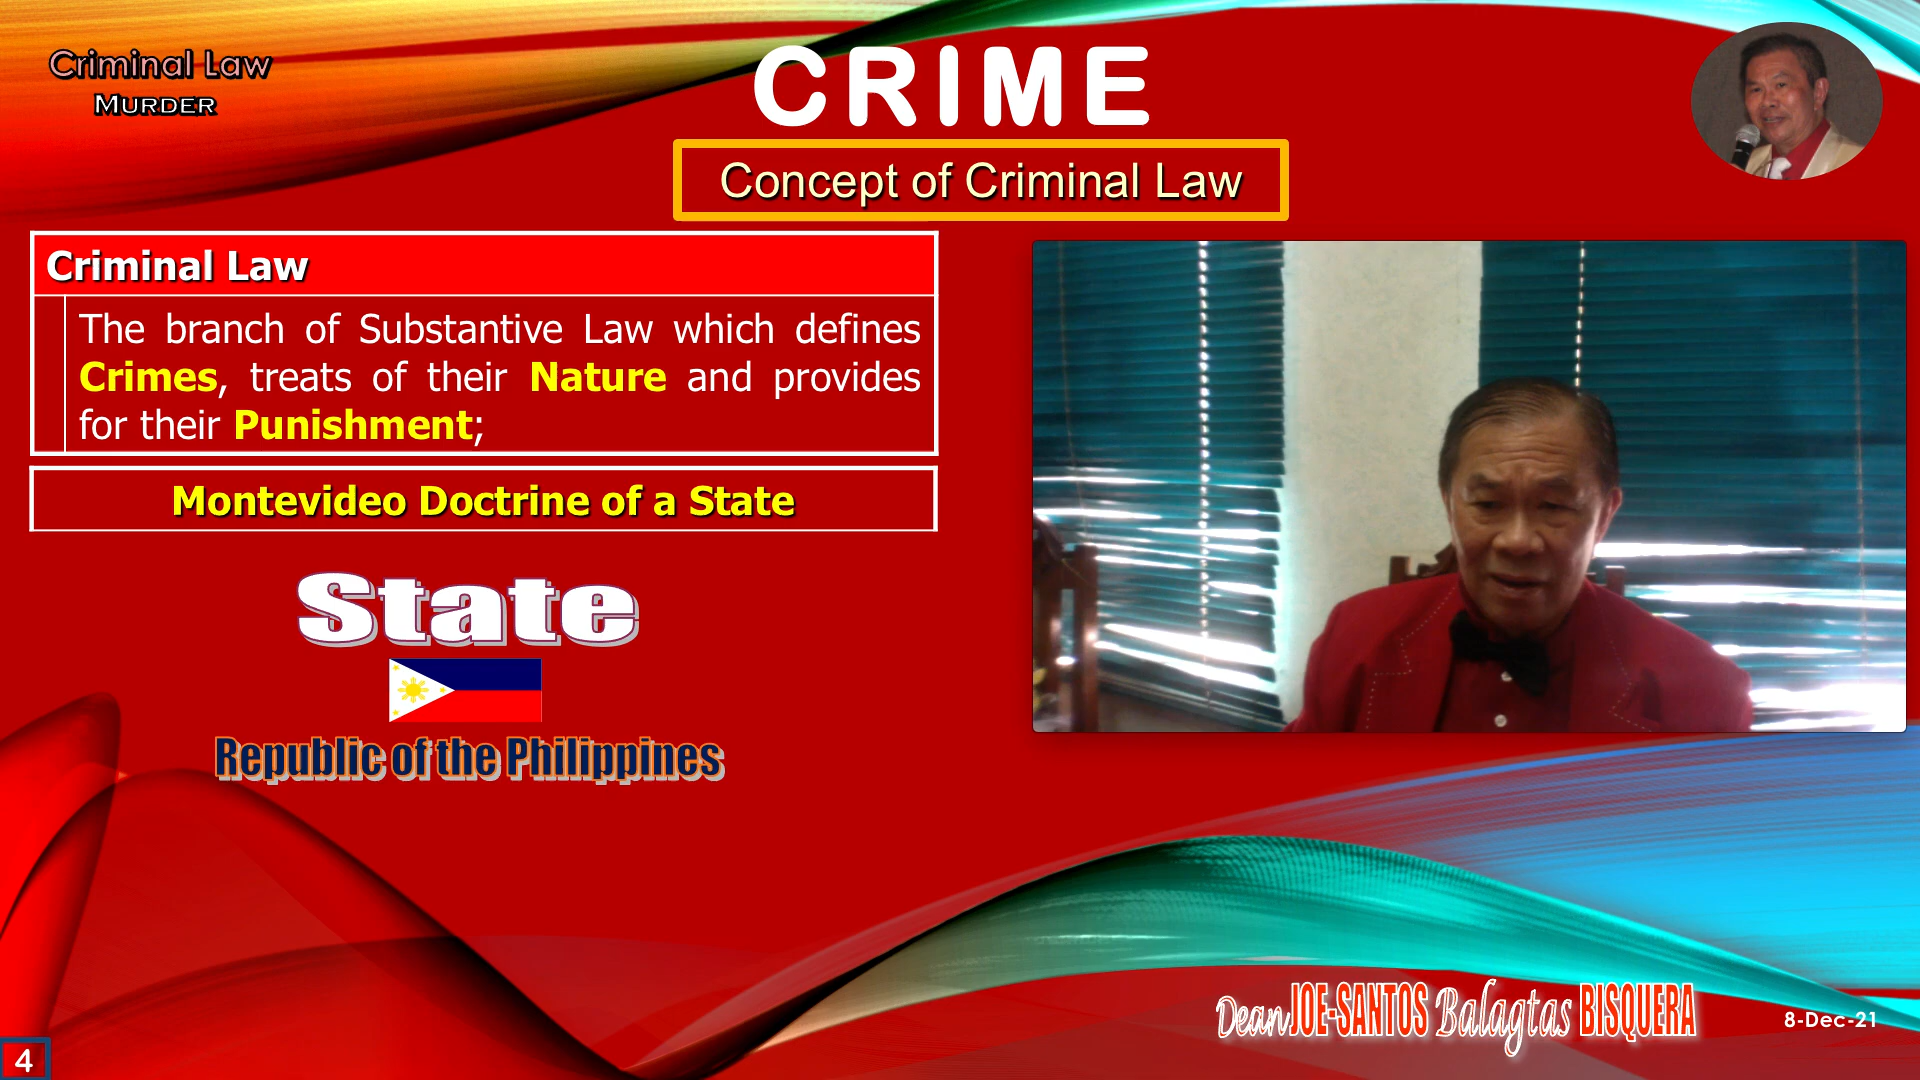 Criminal Law
MURDER
CRIME
Concept of Criminal Law
Criminal Law
The branch of Substantive Law which defines
Crimes, treats of their Nature and provides
for their Punishment;
Montevideo Doctrine of a State
State
Republic of the Philippines
Dean JOE-SANTOS Balagtas BISQUERA
8-Dec-21
4